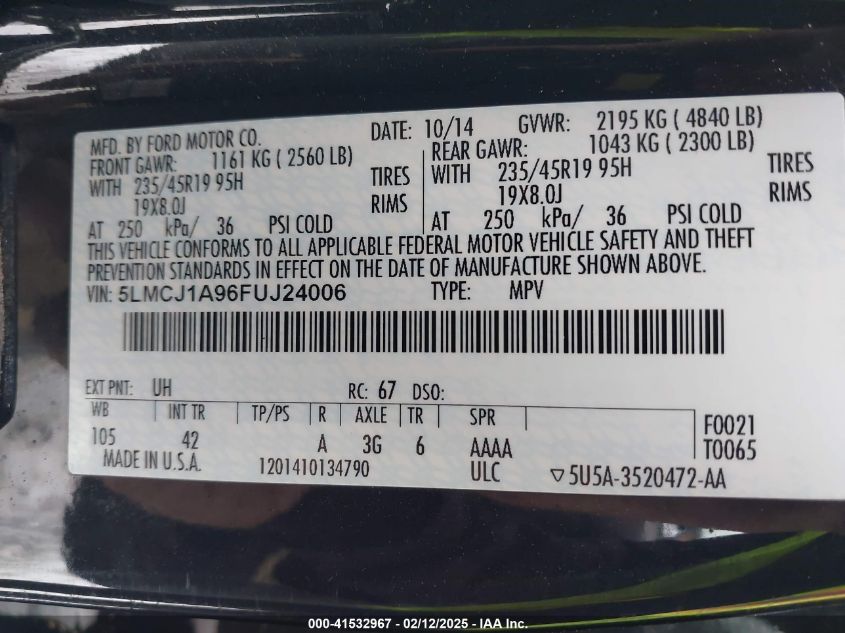 MFD. BY FORD MOTOR CO. DATE: 10/14 GVWR: 2195 KG ( 4840 LB)
FRONT GAWR: 1161 KG ( 2560 LB) REAR GAWR: 1043 KG ( 2300 LB)
WITH 235/45R19 95H TIRES WITH 235/45R19 95H TIRES
19X8.0J RIMS 19X8.0J RIMS
AT 250 kPa/ 36 PSI COLD AT 250 kPa/ 36 PSI COLD
THIS VEHICLE CONFORMS TO ALL APPLICABLE FEDERAL MOTOR VEHICLE SAFETY AND THEFT
PREVENTION STANDARDS IN EFFECT ON THE DATE OF MANUFACTURE SHOWN ABOVE.
VIN: 5LMCJ1A96FUJ24006 TYPE: MPV
EXT PNT: UH RC: 67 DSO:
WB INT TR TP/PS R AXLE TR SPR F0021
105 42 A 3G 6 AAAA T0065
MADE IN U.S.A. 1201410134790 ULC ▽5U5A-3520472-AA
000-41532967 - 02/12/2025 - IAA Inc.